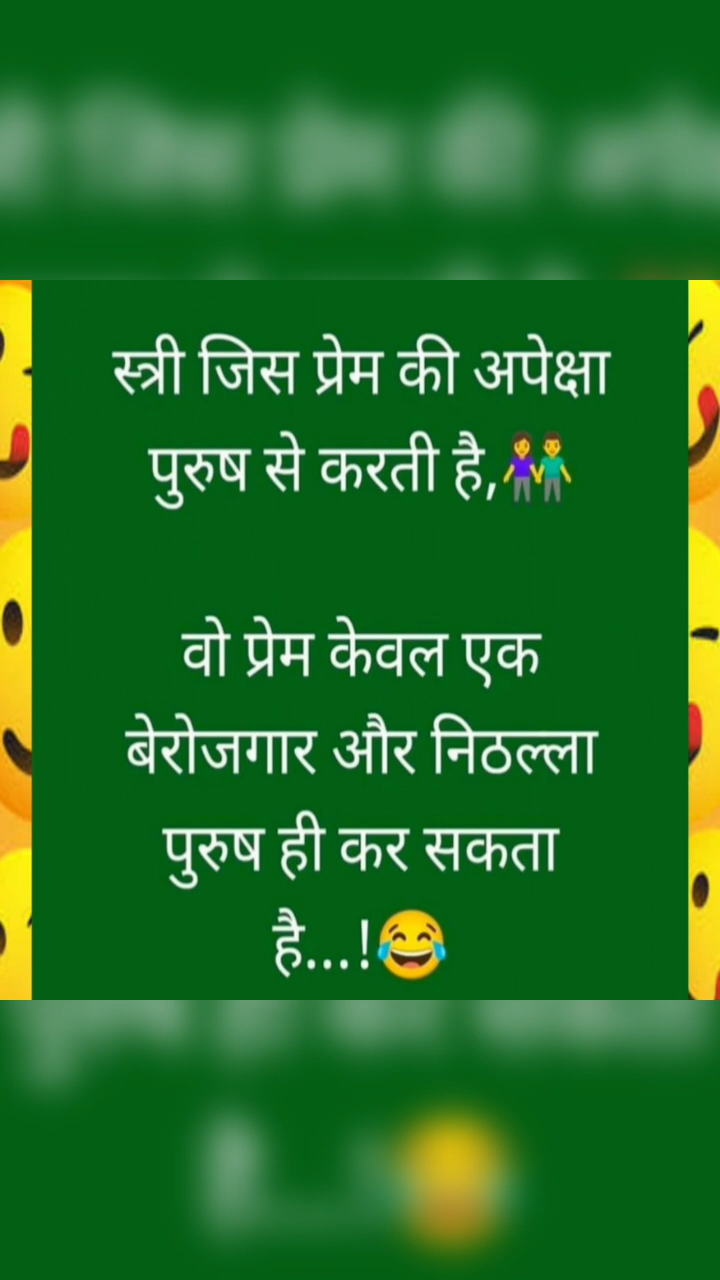 स्त्री जिस प्रेम की अपेक्षा
पुरुष से करती है,👫
वो प्रेम केवल एक
बेरोजगार और निठल्ला
पुरुष ही कर सकता
है...!😂